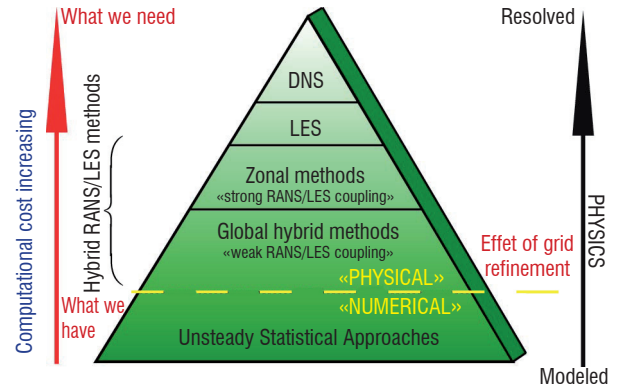 What we need
Resolved
DNS
LES
Zonal methods
«strong RANS/LES coupling»
Global hybrid methods
«weak RANS/LES coupling»
«PHYSICAL»
«NUMERICAL»
Unsteady Statistical Approaches
Computational cost increasing
Hybrid RANS/LES methods
What we
have
Effet of grid
refinement
PHYSICS
Modeled